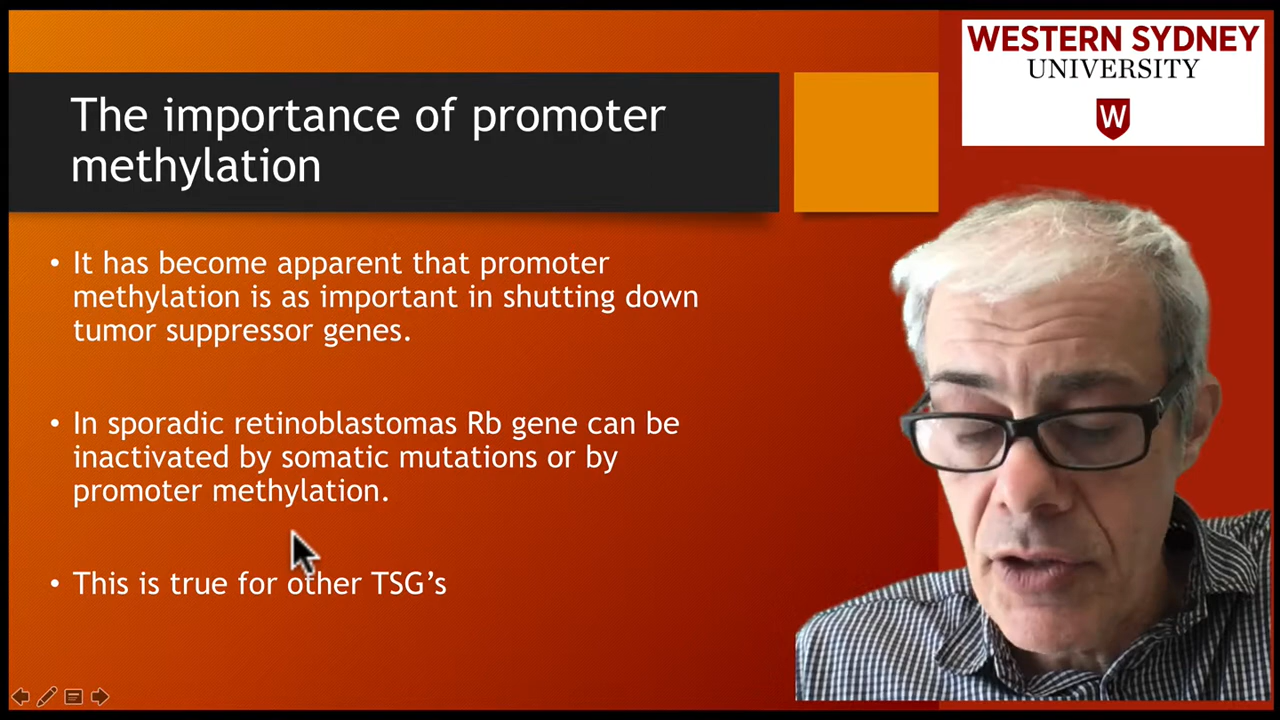 WESTERN SYDNEY
UNIVERSITY
W
The importance of promoter
methylation
• It has become apparent that promoter
methylation is as important in shutting down
tumor suppressor genes.
• In sporadic retinoblastomas Rb gene can be
inactivated by somatic mutations or by
promoter methylation.
• This is true for other TSG’s